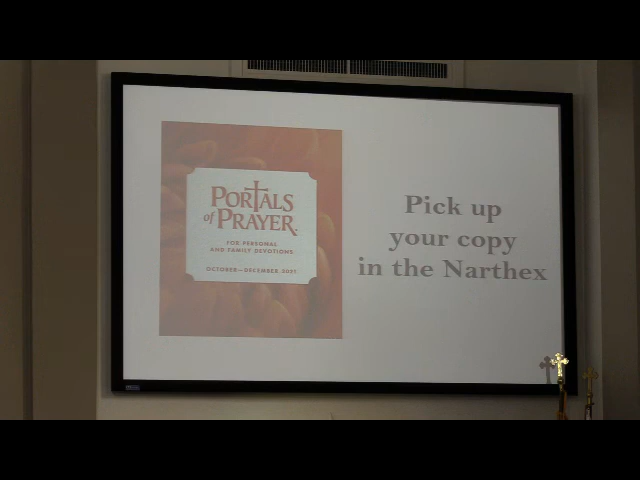 PORTALS
of PRAYER
FOR PERSONAL
AND FAMILY DEVOTIONS
OCTOBER–DECEMBER 2021
Pick up
your copy
in the Narthex